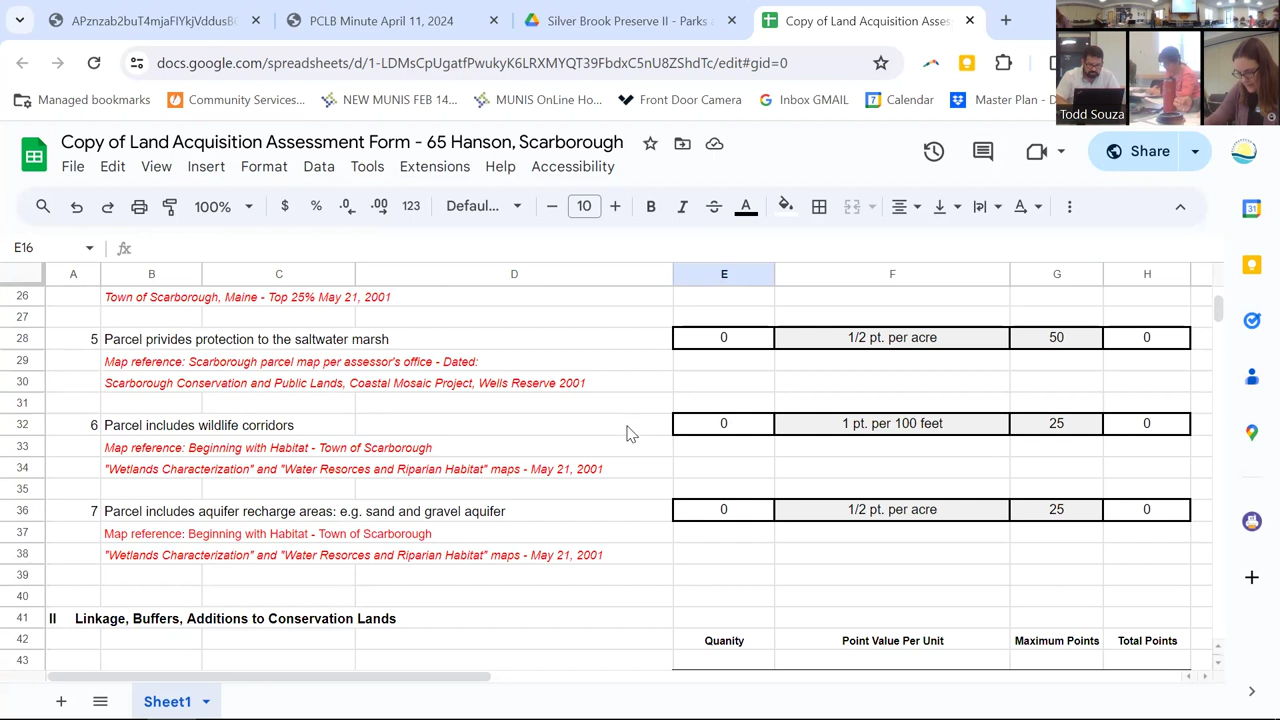 APznzab2buT4mjaFIYkjVddusB
PCLB Minute April 11, 2024
Silver Brook Preserve II - Parks a
Copy of Land Acquisition Asses
docs.google.com/spreadsheets/d/1-LDMsCpUgatfPwukyK6LRXMYQT39FbdxC5nU8ZShdTc/edit#gid=0
Managed bookmarks
Community Services...
NEW MUNIS FEB 14...
MUNIS OnLine Ho...
Front Door Camera
Inbox GMAIL
Calendar
Master Plan - D
Todd Souza
Copy of Land Acquisition Assessment Form - 65 Hanson, Scarborough
File Edit View Insert Format Data Tools Extensions Help Accessibility
Share
100% $ % .0 .00 123 Defaul... 10 B I A
31
E16 fx
A B C D E F G H
26 Town of Scarborough, Maine - Top 25% May 21, 2001
27
28 5 Parcel privides protection to the saltwater marsh 0 1/2 pt. per acre 50 0
29 Map reference: Scarborough parcel map per assessor's office - Dated:
30 Scarborough Conservation and Public Lands, Coastal Mosaic Project, Wells Reserve 2001
31
32 6 Parcel includes wildlife corridors 0 1 pt. per 100 feet 25 0
33 Map reference: Beginning with Habitat - Town of Scarborough
34 "Wetlands Characterization" and "Water Resorces and Riparian Habitat" maps - May 21, 2001
35
36 7 Parcel includes aquifer recharge areas: e.g. sand and gravel aquifer 0 1/2 pt. per acre 25 0
37 Map reference: Beginning with Habitat - Town of Scarborough
38 "Wetlands Characterization" and "Water Resorces and Riparian Habitat" maps - May 21, 2001
39
40
41 II Linkage, Buffers, Additions to Conservation Lands
42 Quanity Point Value Per Unit Maximum Points Total Points
43
Sheet1